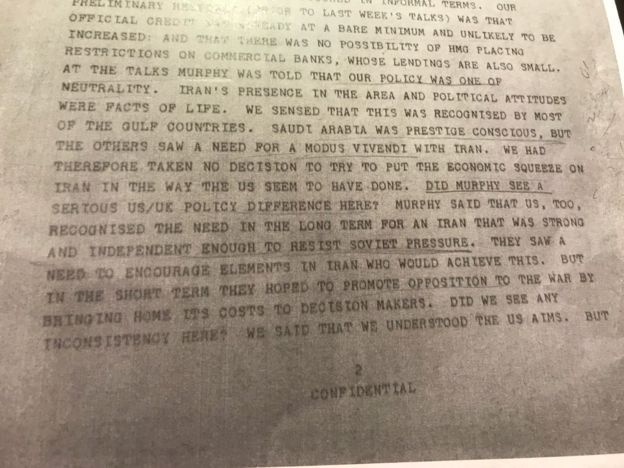 IN INFORMAL TERMS. OUR
PRELIMINARY TO LAST WEEK'S TALKS) WAS THAT
OFFICIAL CREDIT WAS ALREADY AT A BARE MINIMUM AND UNLIKELY TO BE
INCREASED: AND THAT THERE WAS NO POSSIBILITY OF HMG PLACING
RESTRICTIONS ON COMMERCIAL BANKS, WHOSE LENDINGS ARE ALSO SMALL.
AT THE TALKS MURPHY WAS TOLD THAT OUR POLICY WAS ONE OF
NEUTRALITY. IRAN'S PRESENCE IN THE AREA AND POLITICAL ATTITUDES
WERE FACTS OF LIFE. WE SENSED THAT THIS WAS RECOGNISED BY MOST
OF THE GULF COUNTRIES. SAUDI ARABIA WAS PRESTIGE CONSCIOUS, BUT
THE OTHERS SAW A NEED FOR A MODUS VIVENDI WITH IRAN. WE HAD
THEREFORE TAKEN NO DECISION TO TRY TO PUT THE ECONOMIC SQUEEZE ON
IRAN IN THE WAY THE US SEEM TO HAVE DONE. DID MURPHY SEE A
SERIOUS US/UK POLICY DIFFERENCE HERE? MURPHY SAID THAT US, TOO,
RECOGNISED THE NEED IN THE LONG TERM FOR AN IRAN THAT WAS STRONG
AND INDEPENDENT ENOUGH TO RESIST SOVIET PRESSURE. THEY SAW A
NEED TO ENCOURAGE ELEMENTS IN IRAN WHO WOULD ACHIEVE THIS. BUT
IN THE SHORT TERM THEY HOPED TO PROMOTE OPPOSITION TO THE WAR BY
BRINGING HOME ITS COSTS TO DECISION MAKERS. DID WE SEE ANY
INCONSISTENCY HERE? WE SAID THAT WE UNDERSTOOD THE US AIMS. BUT
2
CONFIDENTIAL